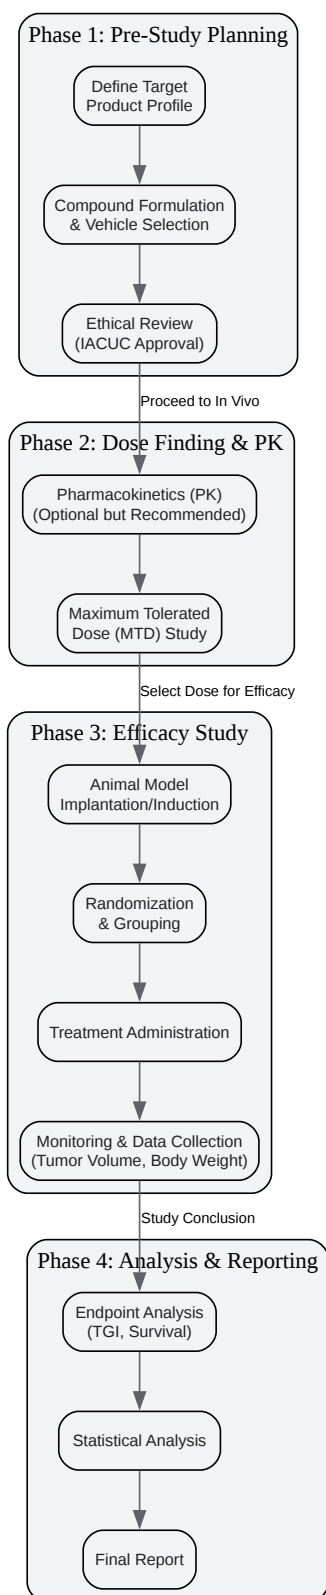 Phase 1: Pre-Study Planning
Define Target
Product Profile
Compound Formulation
& Vehicle Selection
Ethical Review
(IACUC Approval)
Proceed to In Vivo
Phase 2: Dose Finding & PK
Pharmacokinetics (PK)
(Optional but Recommended)
Maximum Tolerated
Dose (MTD) Study
Select Dose for Efficacy
Phase 3: Efficacy Study
Animal Model
Implantation/Induction
Randomization
& Grouping
Treatment Administration
Monitoring & Data Collection
(Tumor Volume, Body Weight)
Study Conclusion
Phase 4: Analysis & Reporting
Endpoint Analysis
(TGI, Survival)
Statistical Analysis
Final Report